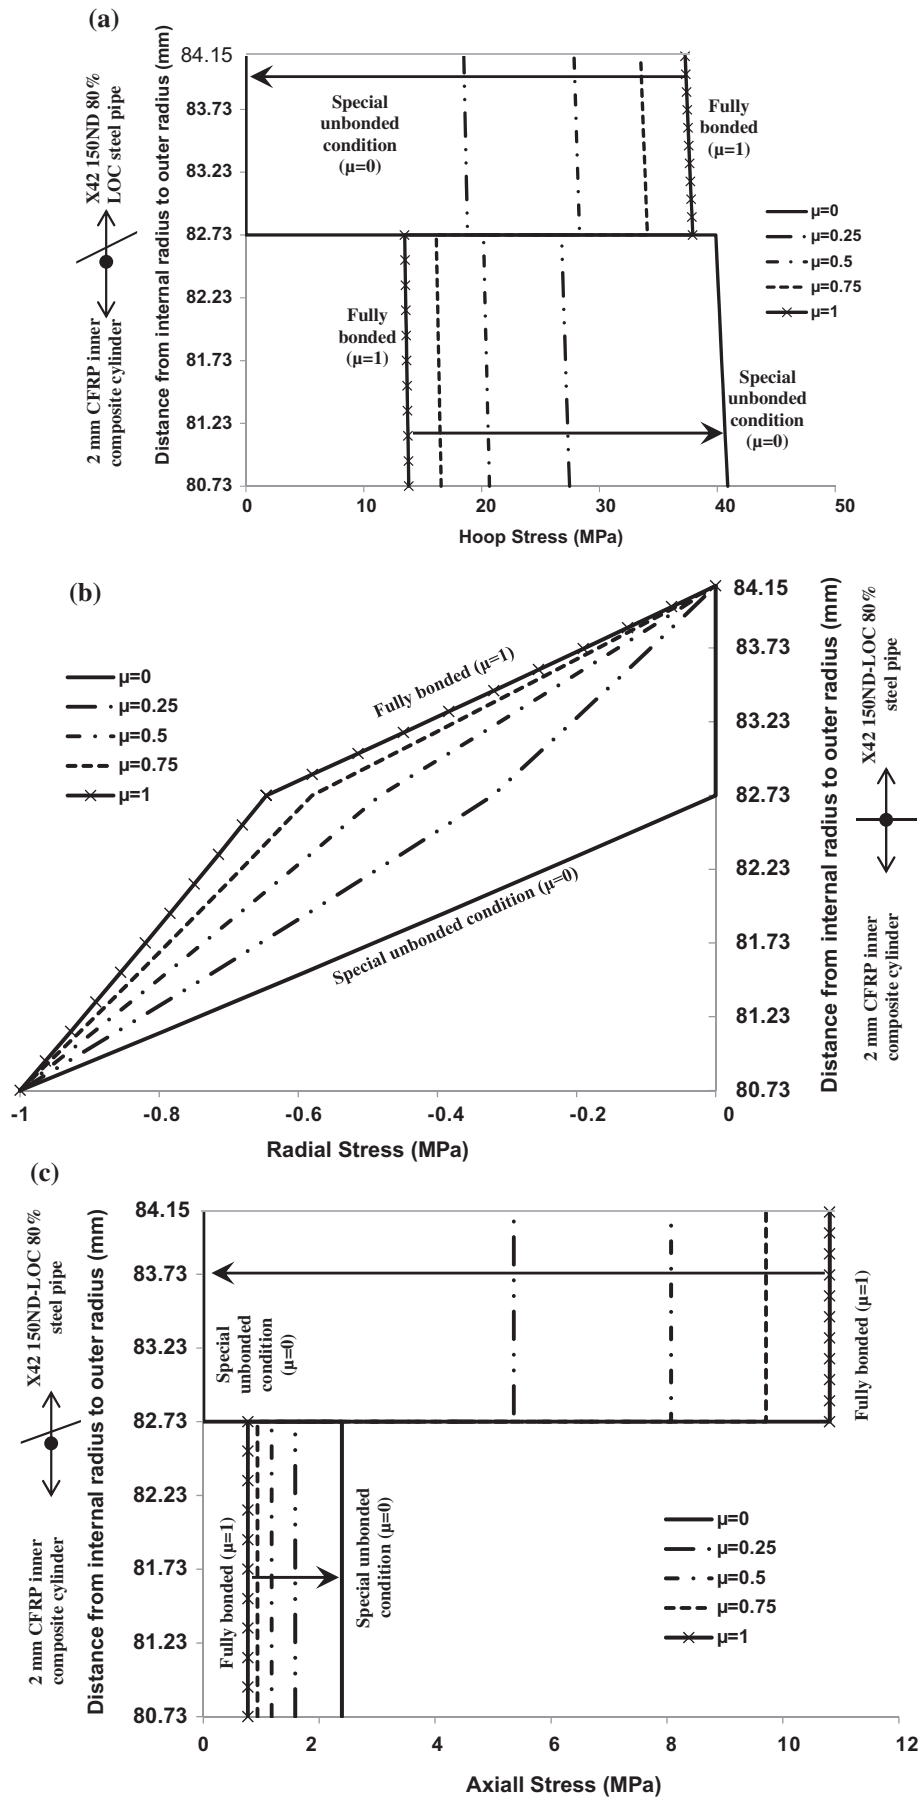 (a)
X42 150ND 80%
LOC steel pipe
2 mm CFRP inner
composite cylinder
Distance from internal radius to outer radius (mm)
84.15
83.73
83.23
82.73
82.23
81.73
81.23
80.73
Special
unbonded
condition
(μ=0)
Fully
bonded
(μ=1)
Fully
bonded
(μ=1)
Special
unbonded
condition
(μ=0)
μ=0
μ=0.25
μ=0.5
μ=0.75
μ=1
0
10
20
30
40
50
Hoop Stress (MPa)
(b)
μ=0
μ=0.25
μ=0.5
μ=0.75
μ=1
Fully bonded (μ=1)
Special unbonded condition (μ=0)
84.15
83.73
83.23
82.73
82.23
81.73
81.23
80.73
Distance from internal radius to outer radius (mm)
X42 150ND-LOC 80%
steel pipe
2 mm CFRP inner
composite cylinder
-1
-0.8
-0.6
-0.4
-0.2
0
Radial Stress (MPa)
(c)
X42 150ND-LOC 80%
steel pipe
2 mm CFRP inner
composite cylinder
Distance from internal radius to outer radius (mm)
84.15
83.73
83.23
82.73
82.23
81.73
81.23
80.73
Special
unbonded
condition
(μ=0)
Fully bonded (μ=1)
Fully bonded (μ=1)
Special unbonded
condition (μ=0)
μ=0
μ=0.25
μ=0.5
μ=0.75
μ=1
0
2
4
6
8
10
12
Axiall Stress (MPa)